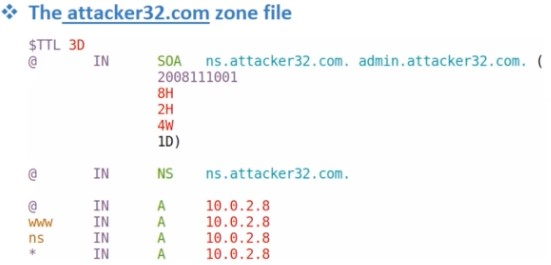 ❖ The attacker32.com zone file
$TTL 3D
@ IN SOA ns.attacker32.com. admin.attacker32.com. (
2008111001
8H
2H
4W
1D)
@ IN NS ns.attacker32.com.
@ IN A 10.0.2.8
www IN A 10.0.2.8
ns IN A 10.0.2.8
* IN A 10.0.2.8